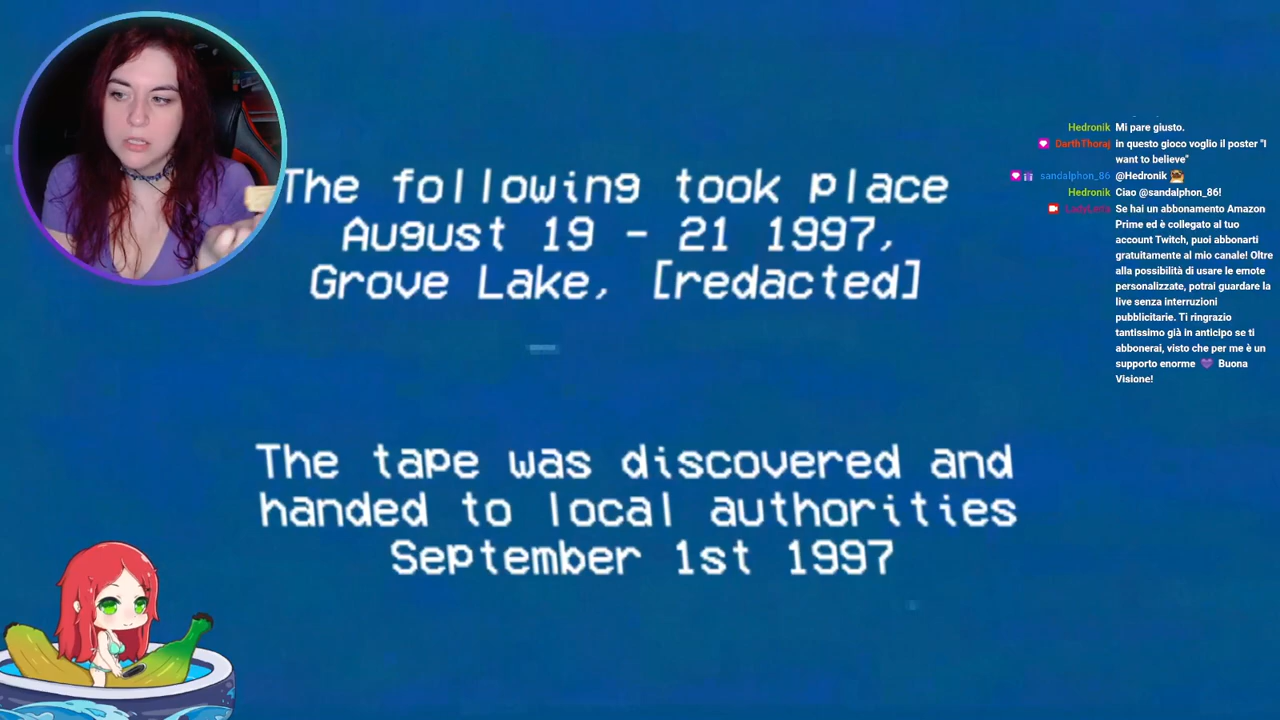 The following took place
August 19 - 21 1997,
Grove Lake, [redacted]
The tape was discovered and
handed to local authorities
September 1st 1997
Hedronik Mi pare giusto.
DarthThoraj in questo gioco voglio il poster "I
want to believe"
sandalphon_86 @Hedronik
Hedronik Ciao @sandalphon_86!
Se hai un abbonamento Amazon
Prime ed è collegato al tuo
account Twitch, puoi abbonarti
gratuitamente al mio canale! Oltre
alla possibilità di usare le emote
personalizzate, potrai guardare la
live senza interruzioni
pubblicitarie. Ti ringrazio
tantissimo già in anticipo se ti
abbonerai, visto che per me è un
supporto enorme 💜 Buona
Visione!